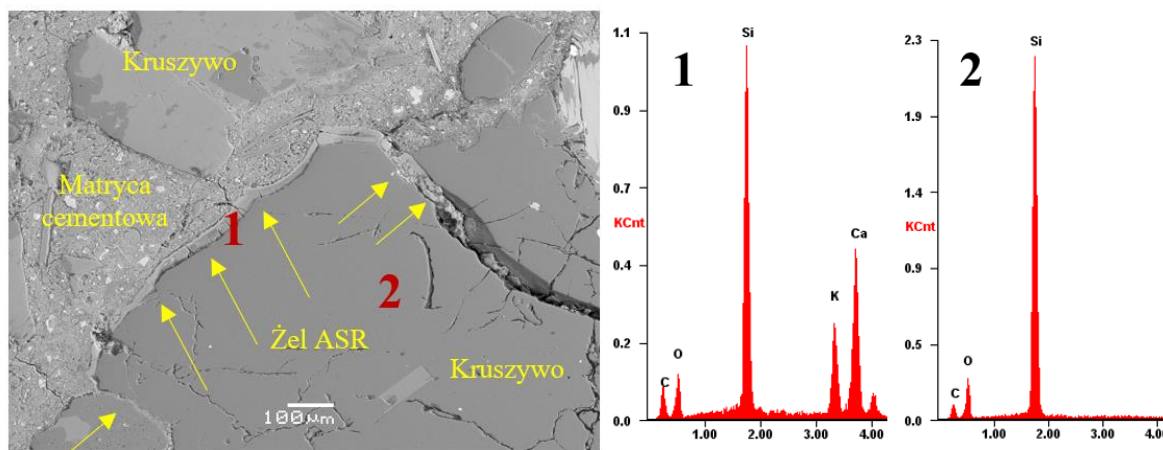 Kruszywo
Matryca
cementowa
1
2
Żel ASR
Kruszywo
100µm
1
1.1
0.9
0.7
KCnt
0.4
0.2
0.0
C
O
Si
K
Ca
1.00 2.00 3.00 4.00
2
2.3
1.9
1.4
KCnt
0.9
0.5
0.0
C
O
Si
1.00 2.00 3.00 4.00